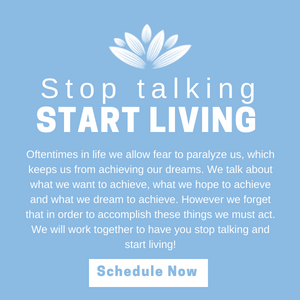 Stop talking
START LIVING
Oftentimes in life we allow fear to paralyze us, which
keeps us from achieving our dreams. We talk about
what we want to achieve, what we hope to achieve
and what we dream to achieve. However we forget
that in order to accomplish these things we must act.
We will work together to have you stop talking and
start living!
Schedule Now